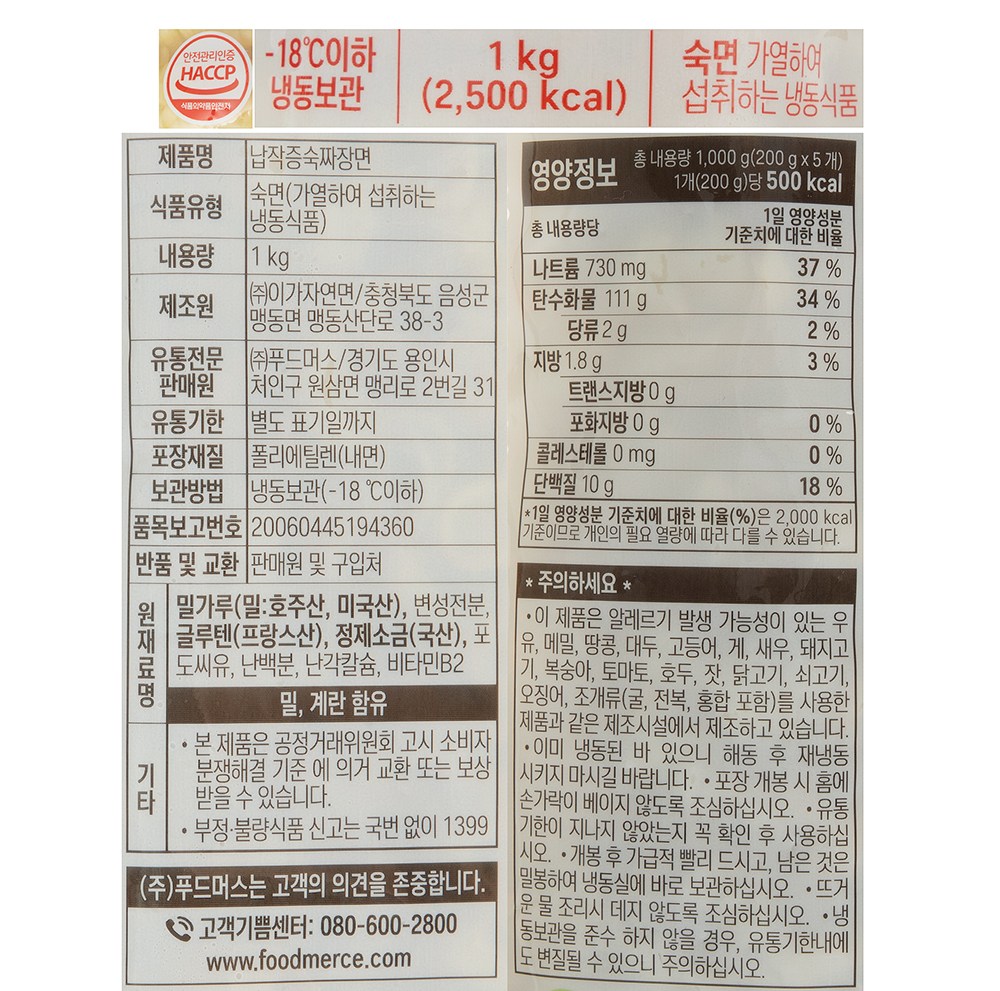 안전관리인증
HACCP
식품의약품안전처
-18℃이하
냉동보관
1 kg
(2,500 kcal)
숙면 가열하여
섭취하는 냉동식품
제품명 납작증숙짜장면
식품유형 숙면(가열하여 섭취하는
냉동식품)
내용량 1 kg
제조원 ㈜이가자연면/충청북도 음성군
맹동면 맹동산단로 38-3
유통전문
판매원 ㈜푸드머스/경기도 용인시
처인구 원삼면 맹리로 2번길 31
유통기한 별도 표기일까지
포장재질 폴리에틸렌(내면)
보관방법 냉동보관(-18 ℃이하)
품목보고번호 20060445194360
반품 및 교환 판매원 및 구입처
원재료명 밀가루(밀:호주산, 미국산), 변성전분,
글루텐(프랑스산), 정제소금(국산), 포
도씨유, 난백분, 난각칼슘, 비타민B2
밀, 계란 함유
기타 • 본 제품은 공정거래위원회 고시 소비자
분쟁해결 기준 에 의거 교환 또는 보상
받을 수 있습니다.
• 부정·불량식품 신고는 국번 없이 1399
(주)푸드머스는 고객의 의견을 존중합니다.
고객기쁨센터: 080-600-2800
www.foodmerce.com
영양정보 총 내용량 1,000 g(200 g x 5 개)
1개(200 g)당 500 kcal
총 내용량당 1일 영양성분
기준치에 대한 비율
나트륨 730 mg 37 %
탄수화물 111 g 34 %
당류 2 g 2 %
지방 1.8 g 3 %
트랜스지방 0 g
포화지방 0 g 0 %
콜레스테롤 0 mg 0 %
단백질 10 g 18 %
*1일 영양성분 기준치에 대한 비율(%)은 2,000 kcal
기준이므로 개인의 필요 열량에 따라 다를 수 있습니다.
* 주의하세요 *
• 이 제품은 알레르기 발생 가능성이 있는 우
유, 메밀, 땅콩, 대두, 고등어, 게, 새우, 돼지고
기, 복숭아, 토마토, 호두, 잣, 닭고기, 쇠고기,
오징어, 조개류(굴, 전복, 홍합 포함)를 사용한
제품과 같은 제조시설에서 제조하고 있습니다.
• 이미 냉동된 바 있으니 해동 후 재냉동
시키지 마시길 바랍니다. • 포장 개봉 시 홈에
손가락이 베이지 않도록 조심하십시오. • 유통
기한이 지나지 않았는지 꼭 확인 후 사용하십
시오. • 개봉 후 가급적 빨리 드시고, 남은 것은
밀봉하여 냉동실에 바로 보관하십시오. • 뜨거
운 물 조리시 데지 않도록 조심하십시오. • 냉
동보관을 준수 하지 않을 경우, 유통기한내에
도 변질될 수 있으니 주의하십시오.